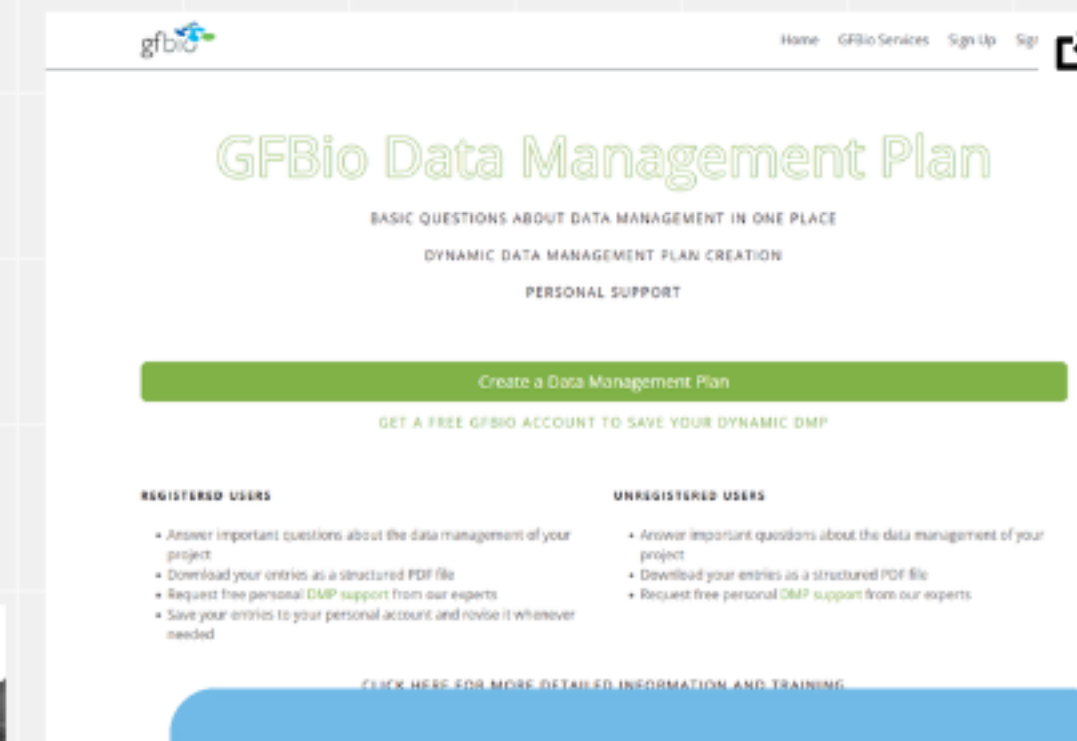 gfbio
Home GFBio Services Sign Up
GFBio Data Management Plan
BASIC QUESTIONS ABOUT DATA MANAGEMENT IN ONE PLACE
DYNAMIC DATA MANAGEMENT PLAN CREATION
PERSONAL SUPPORT
Create a Data Management Plan
GET A FREE GFBIO ACCOUNT TO SAVE YOUR DYNAMIC DMP
REGISTERED USERS
• Answer important questions about the data management of your
project
• Download your entries as a structured PDF file
• Request free personal DMP support from our experts
• Save your entries to your personal account and revise it whenever
needed
UNREGISTERED USERS
• Answer important questions about the data management of your
project
• Download your entries as a structured PDF file
• Request free personal DMP support from our experts
CLICK HERE FOR MORE DETAILED INFORMATION AND TRAINING